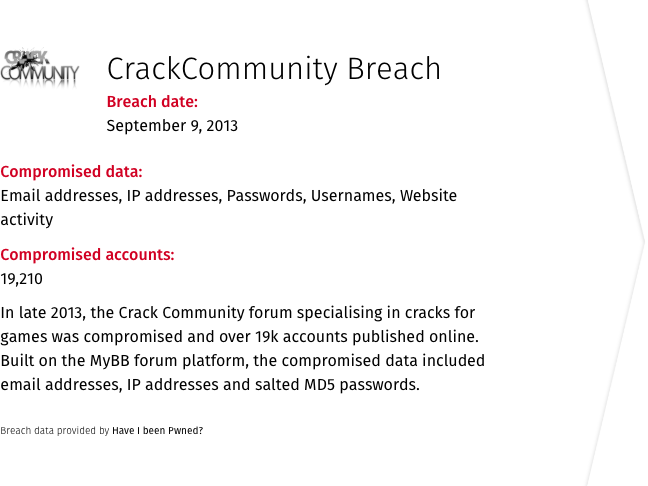 CRACK
COMMUNITY
CrackCommunity Breach
Breach date:
September 9, 2013
Compromised data:
Email addresses, IP addresses, Passwords, Usernames, Website
activity
Compromised accounts:
19,210
In late 2013, the Crack Community forum specialising in cracks for
games was compromised and over 19k accounts published online.
Built on the MyBB forum platform, the compromised data included
email addresses, IP addresses and salted MD5 passwords.
Breach data provided by Have I been Pwned?